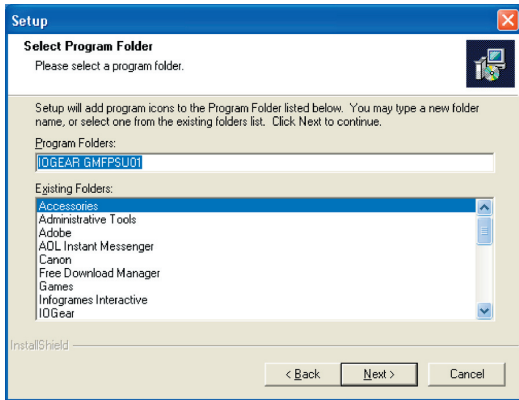 Setup
Select Program Folder
Please select a program folder.
Setup will add program icons to the Program Folder listed below. You may type a new folder
name, or select one from the existing folders list. Click Next to continue.
Program Folders:
IOGEAR GMFPSU01
Existing Folders:
Accessories
Administrative Tools
Adobe
AOL Instant Messenger
Canon
Free Download Manager
Games
Infogrames Interactive
IOGear
InstallShield
< Back
Next >
Cancel